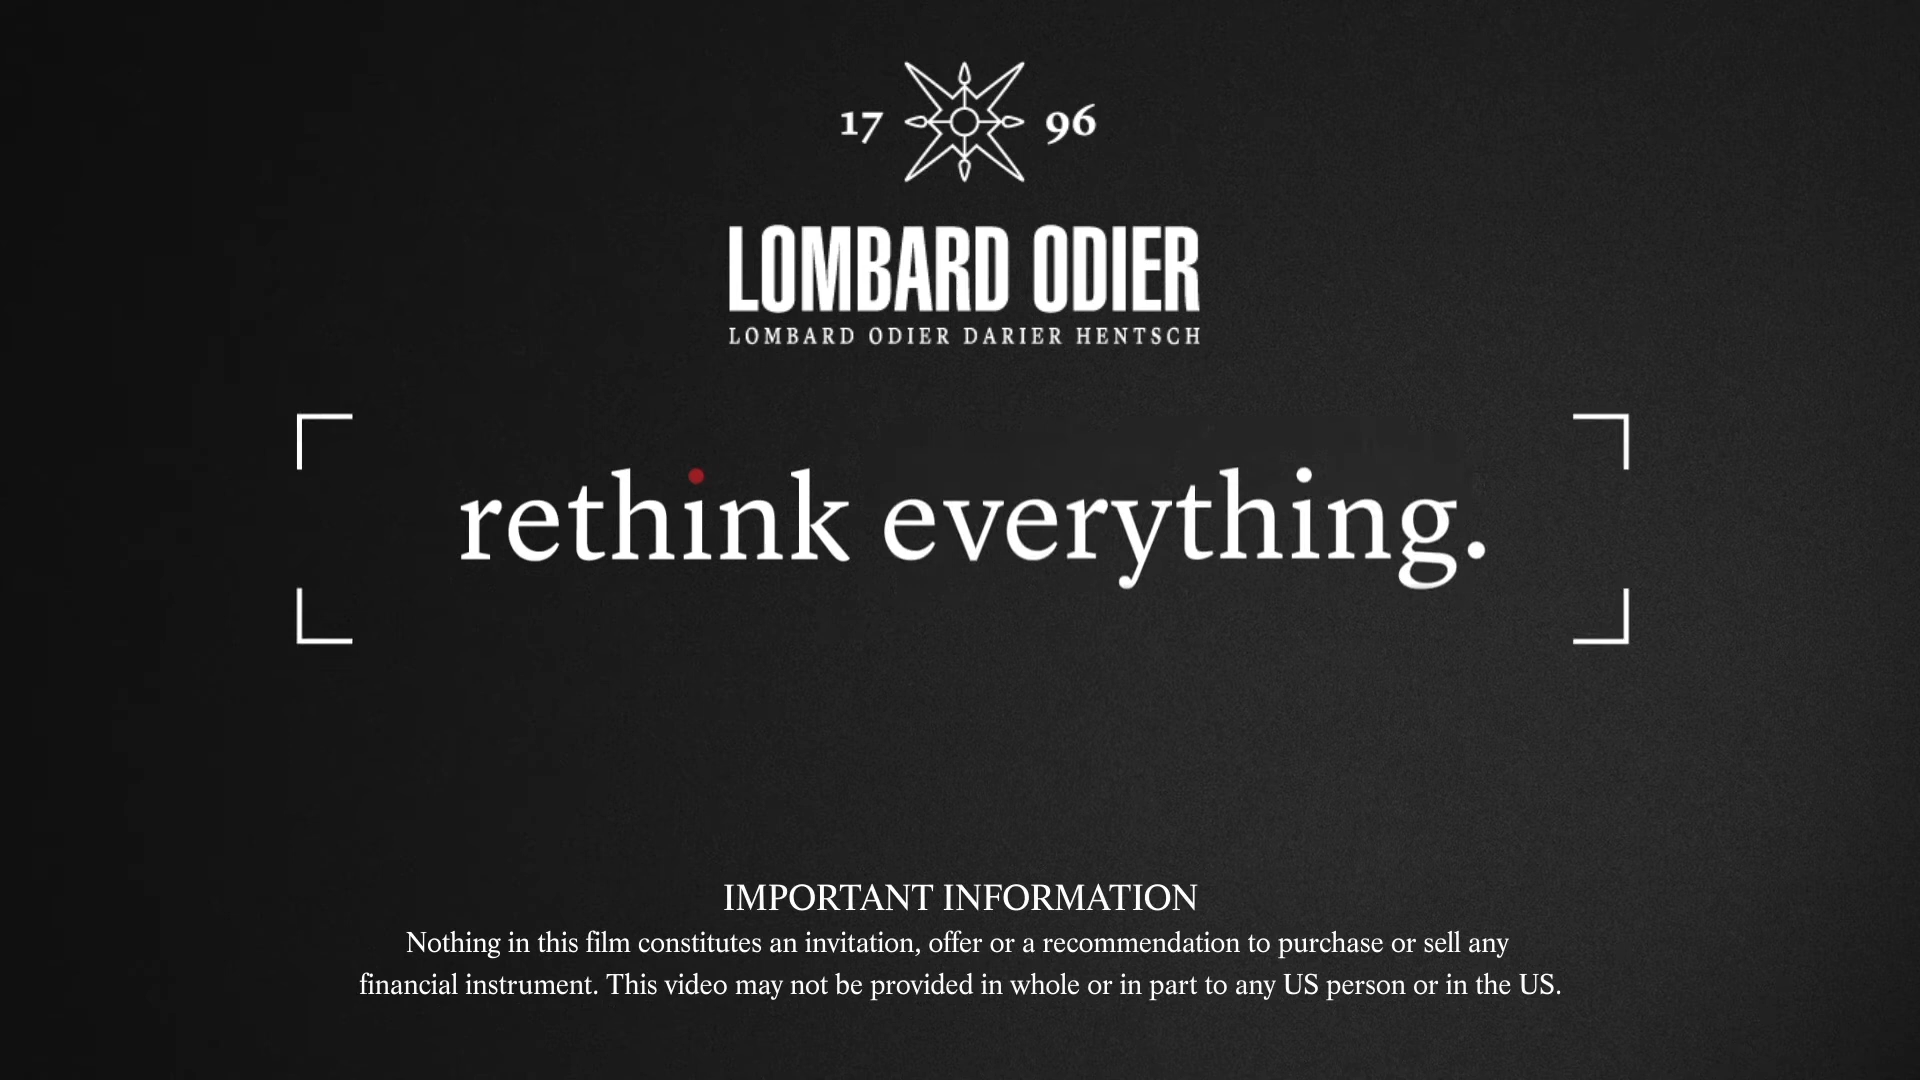 17 96
LOMBARD ODIER
LOMBARD ODIER DARIER HENTSCH
rethink everything.
IMPORTANT INFORMATION
Nothing in this film constitutes an invitation, offer or a recommendation to purchase or sell any
financial instrument. This video may not be provided in whole or in part to any US person or in the US.